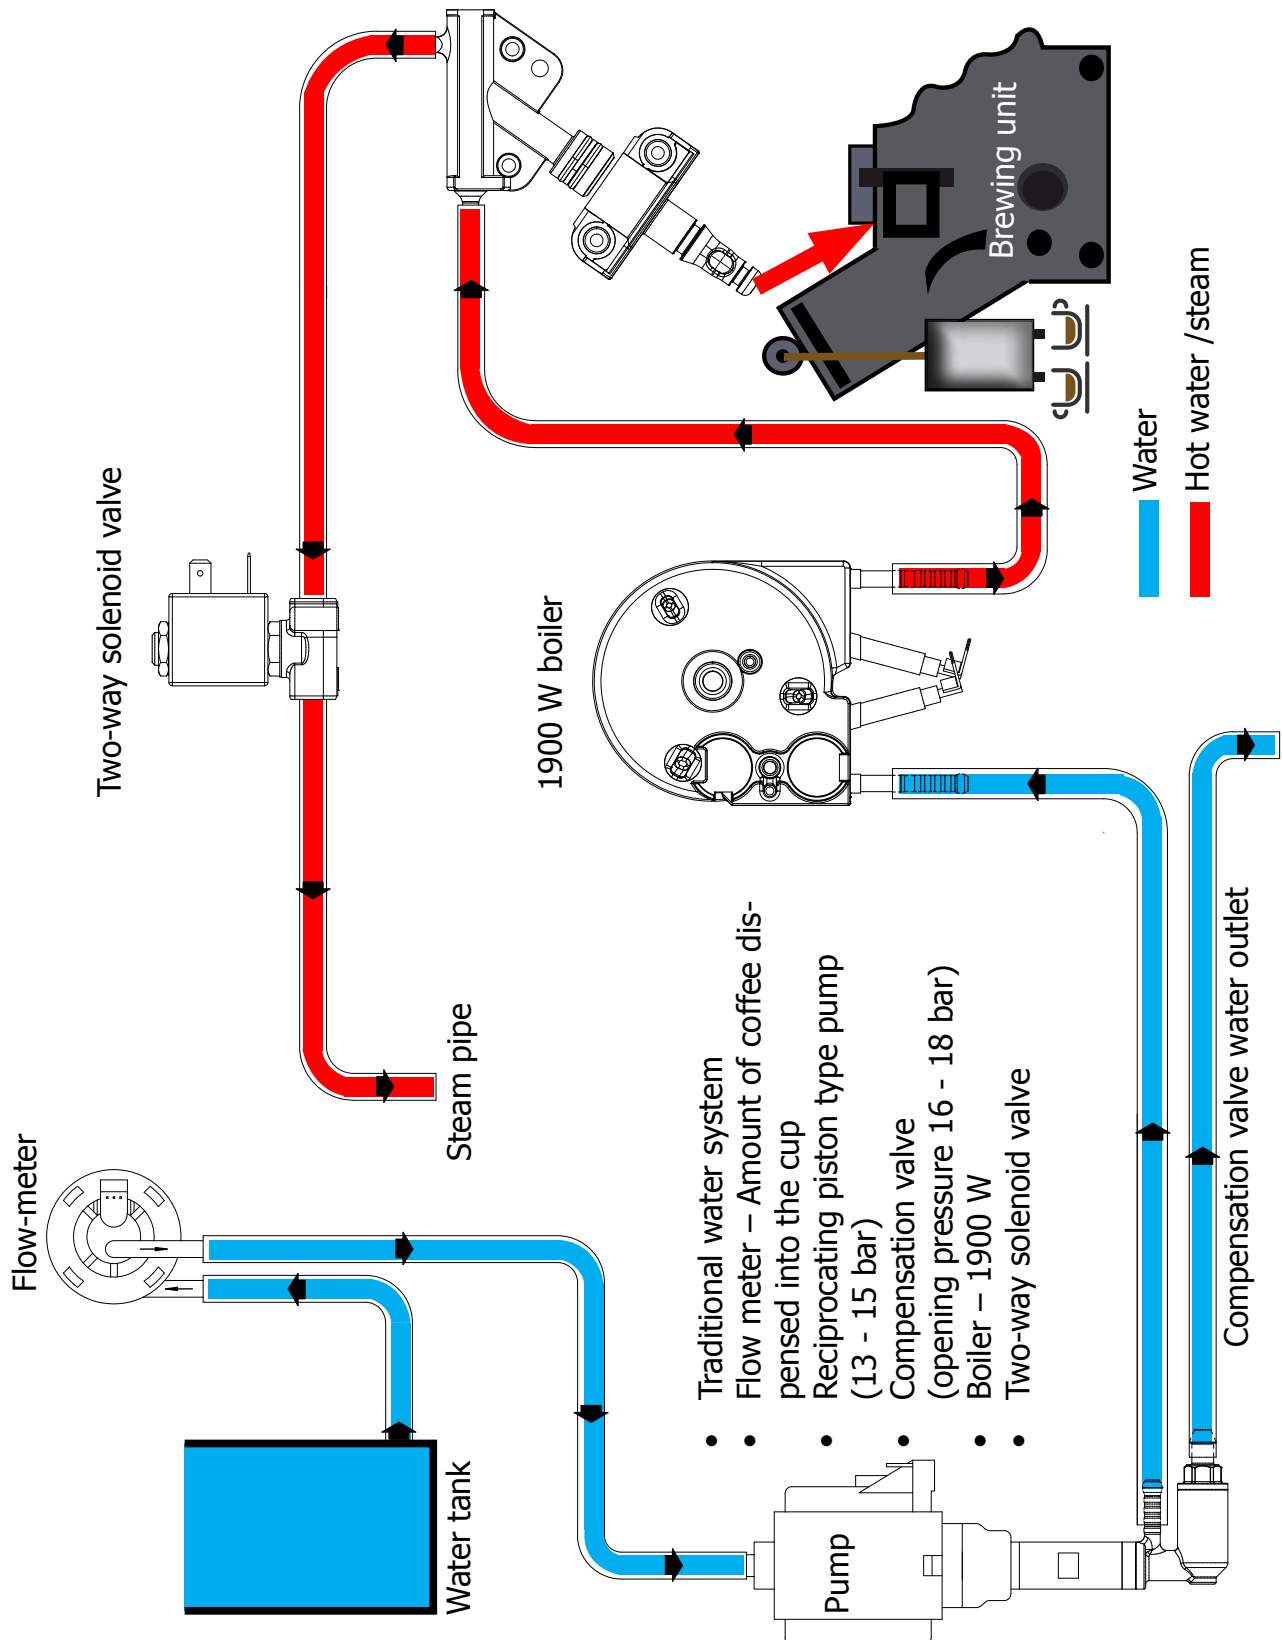 Water tank
Flow-meter
Pump
Steam pipe
Two-way solenoid valve
1900 W boiler
Brewing unit
• Traditional water system
• Flow meter – Amount of coffee dis-
pensed into the cup
• Reciprocating piston type pump
(13 - 15 bar)
• Compensation valve
(opening pressure 16 - 18 bar)
• Boiler – 1900 W
• Two-way solenoid valve
Compensation valve water outlet
Water
Hot water /steam